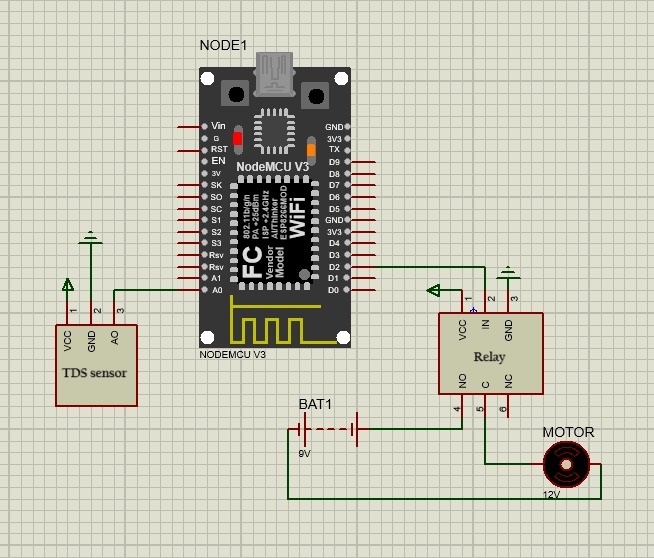 NODE1
Vin
G
RST
EN
3V
SK
SO
SC
S1
S2
S3
Rsv
Rsv
A1
A0
GND
3V3
TX
D9
D8
D7
D6
D5
GND
3V3
D4
D3
D2
D1
D0
NodeMCU V3
802.11b/g/n
PA +25dBm
ISP +2.4GHz
Ai/Thinker
ESP8266MOD
WiFi
FC
Vendor
Model
NODEMCU V3
1
2
3
VCC
GND
AO
TDS sensor
1
2
3
VCC
IN
GND
Relay
NO
C
NC
4
5
6
BAT1
9V
MOTOR
12V